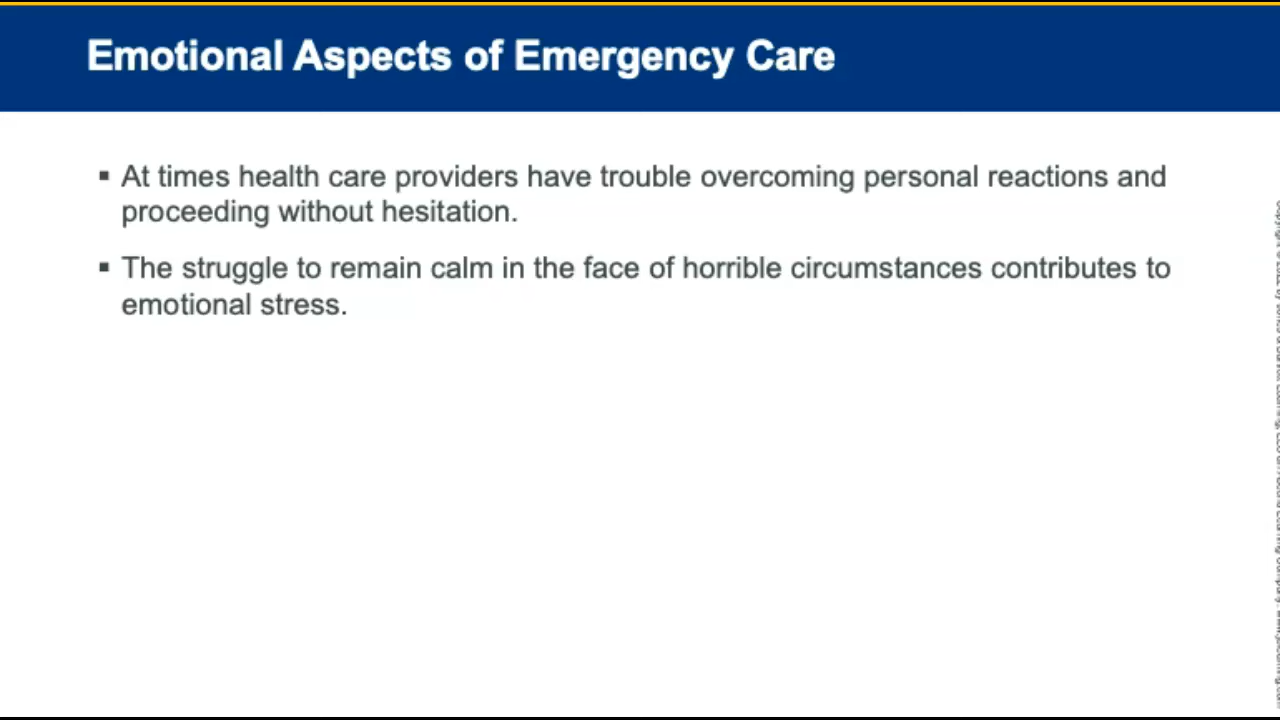 Emotional Aspects of Emergency Care
▪ At times health care providers have trouble overcoming personal reactions and
proceeding without hesitation.
▪ The struggle to remain calm in the face of horrible circumstances contributes to
emotional stress.